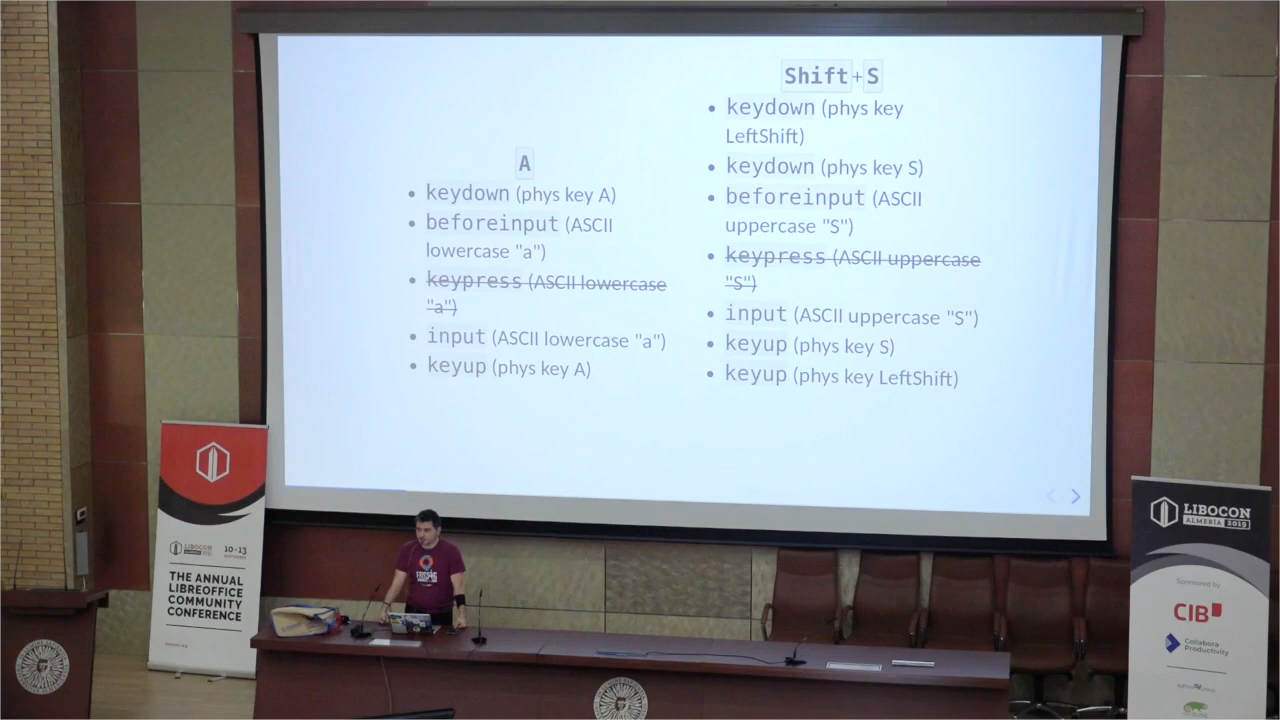 A
• keydown (phys key A)
• beforeinput (ASCII
lowercase "a")
• keypress (ASCII lowercase
"a")
• input (ASCII lowercase "a")
• keyup (phys key A)
Shift+S
• keydown (phys key
LeftShift)
• keydown (phys key S)
• beforeinput (ASCII
uppercase "S")
• keypress (ASCII uppercase
"S")
• input (ASCII uppercase "S")
• keyup (phys key S)
• keyup (phys key LeftShift)
LIBOCON
10-13
THE ANNUAL
LIBREOFFICE
COMMUNITY
CONFERENCE
LIBOCON
ALMERÍA 2019
Sponsored by
CIB
Collabora
Productivity